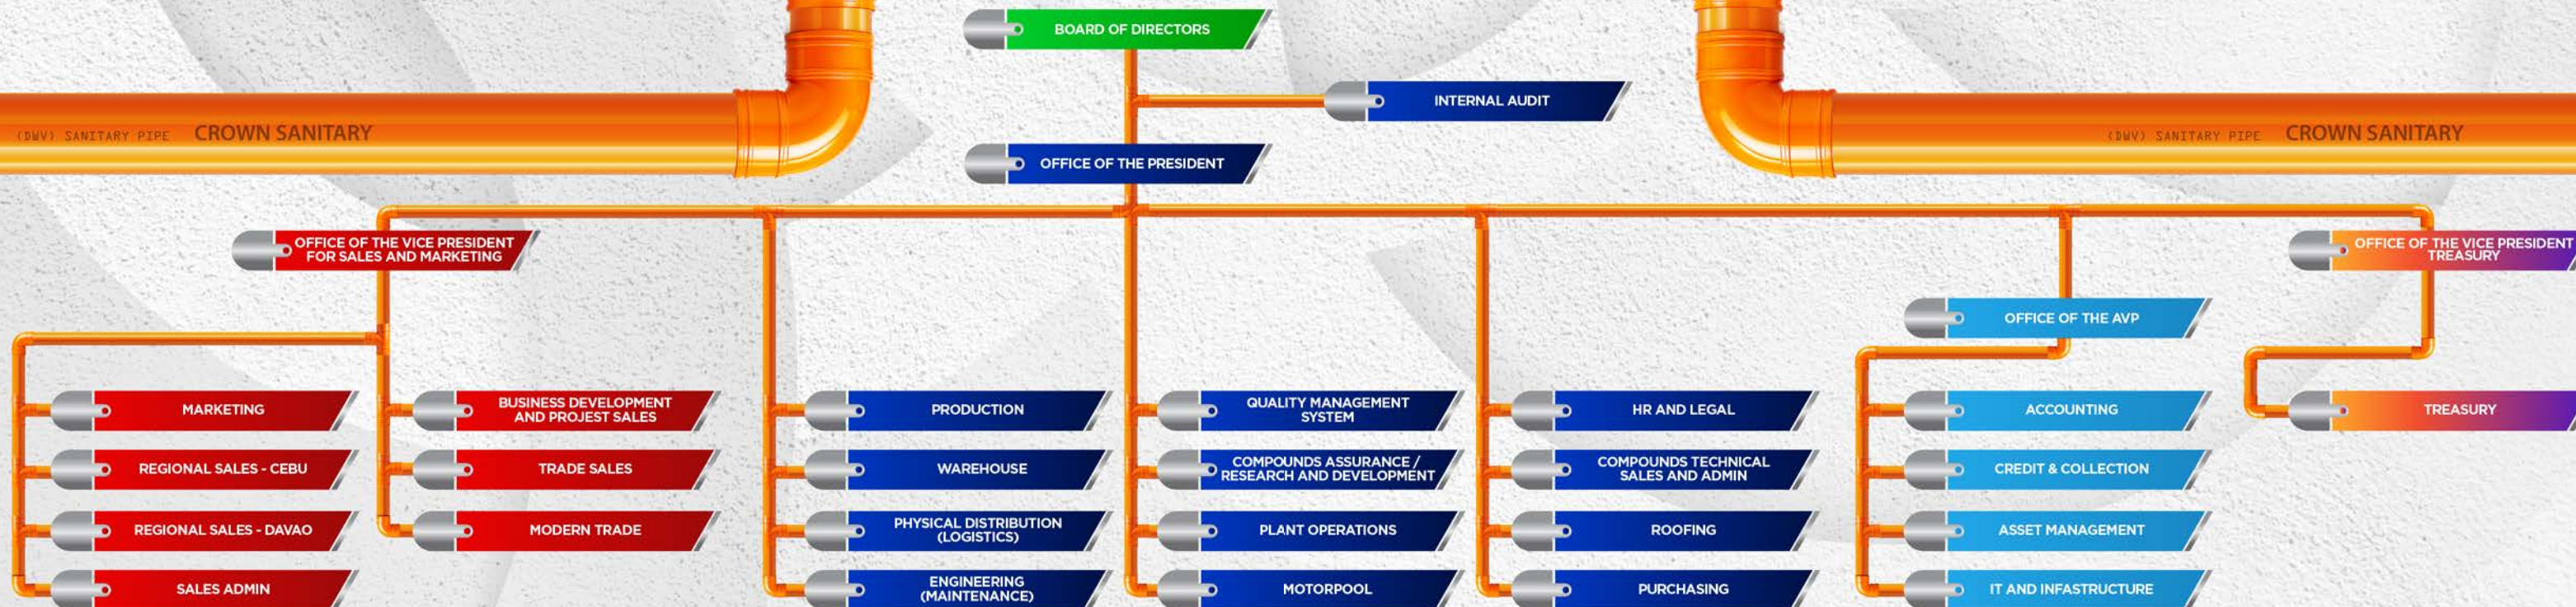 BOARD OF DIRECTORS
INTERNAL AUDIT
(DWV) SANITARY PIPE CROWN SANITARY
(DWV) SANITARY PIPE CROWN SANITARY
OFFICE OF THE PRESIDENT
OFFICE OF THE VICE PRESIDENT
FOR SALES AND MARKETING
OFFICE OF THE VICE PRESIDENT
TREASURY
OFFICE OF THE AVP
MARKETING
REGIONAL SALES - CEBU
REGIONAL SALES - DAVAO
SALES ADMIN
BUSINESS DEVELOPMENT
AND PROJEST SALES
TRADE SALES
MODERN TRADE
PRODUCTION
WAREHOUSE
PHYSICAL DISTRIBUTION
(LOGISTICS)
ENGINEERING
(MAINTENANCE)
QUALITY MANAGEMENT
SYSTEM
COMPOUNDS ASSURANCE /
RESEARCH AND DEVELOPMENT
PLANT OPERATIONS
MOTORPOOL
HR AND LEGAL
COMPOUNDS TECHNICAL
SALES AND ADMIN
ROOFING
PURCHASING
ACCOUNTING
CREDIT & COLLECTION
ASSET MANAGEMENT
IT AND INFASTRUCTURE
TREASURY